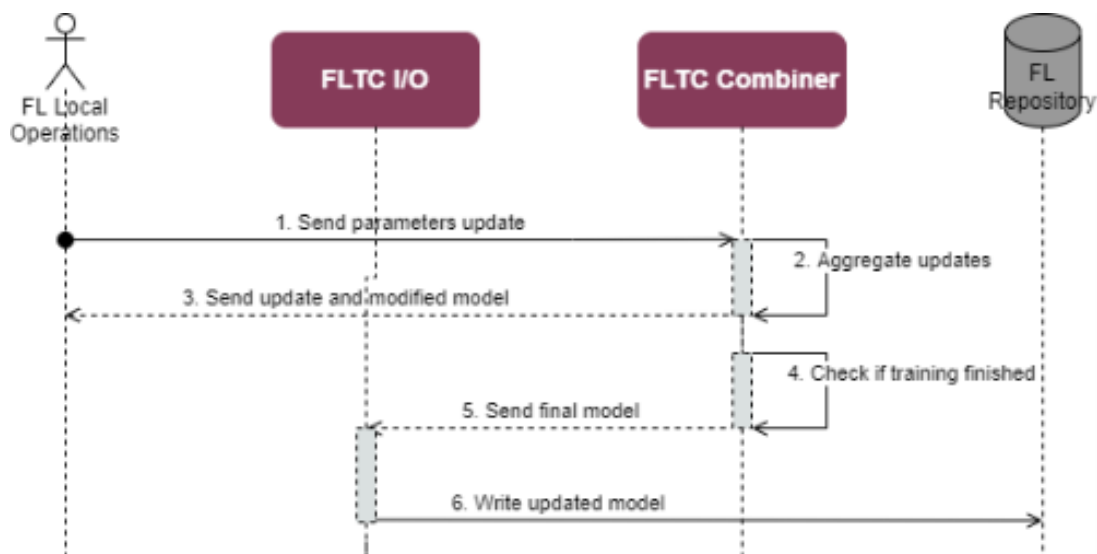 FL Local
Operations
FLTC I/O
FLTC Combiner
FL
Repository
1. Send parameters update
2. Aggregate updates
3. Send update and modified model
4. Check if training finished
5. Send final model
6. Write updated model